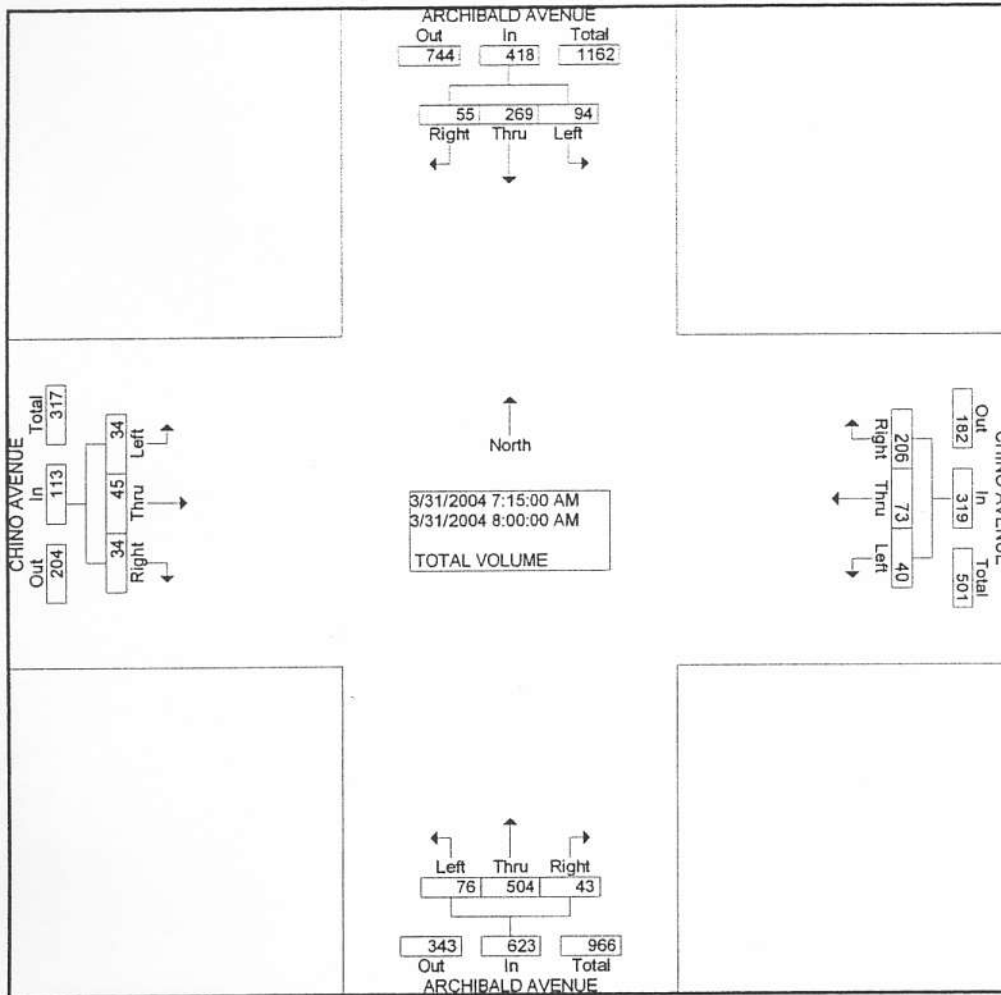 ARCHIBALD AVENUE
Out In Total
744 418 1162
55 269 94
Right Thru Left
CHINO AVENUE
Total In Out
317 113 204
34 45 34
Left Thru Right
North
3/31/2004 7:15:00 AM
3/31/2004 8:00:00 AM
TOTAL VOLUME
Right Thru Left
206 73 40
182 319 501
Out In Total
CHINO AVENUE
Left Thru Right
76 504 43
343 623 966
Out In Total
ARCHIBALD AVENUE